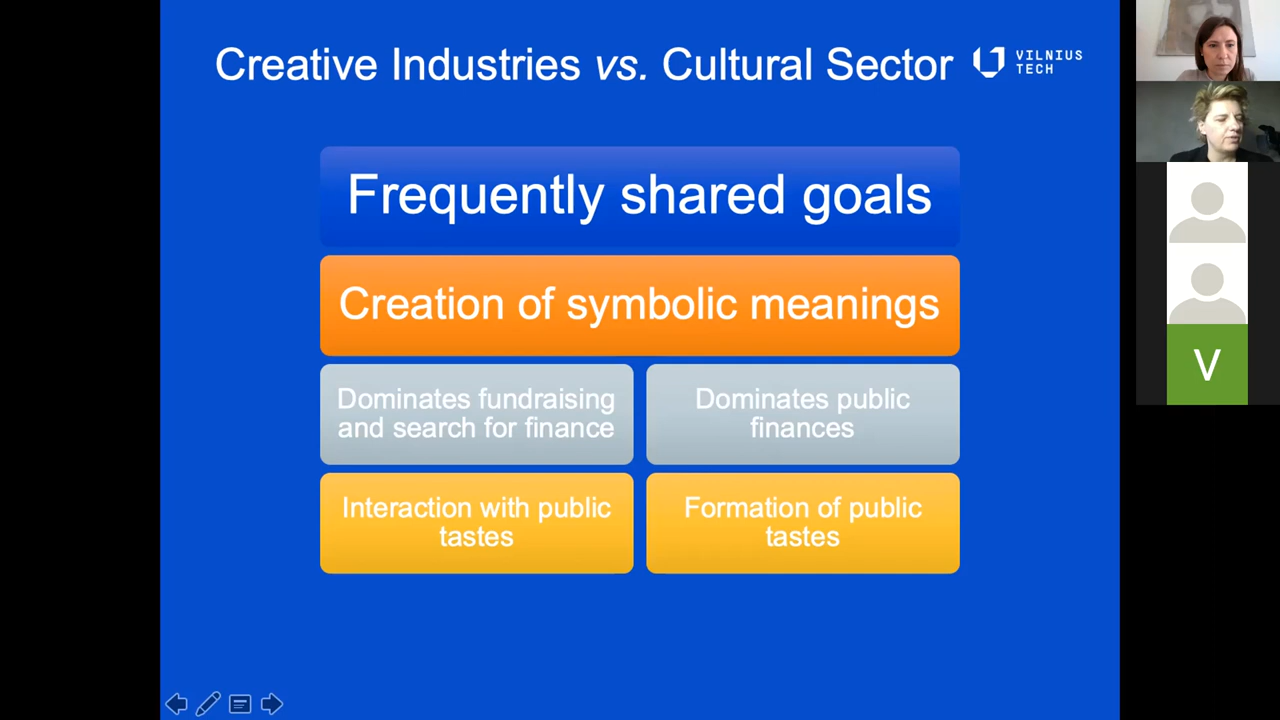 Creative Industries vs. Cultural Sector
VILNIUS
TECH
Frequently shared goals
Creation of symbolic meanings
Dominates fundraising
and search for finance
Dominates public
finances
Interaction with public
tastes
Formation of public
tastes
V